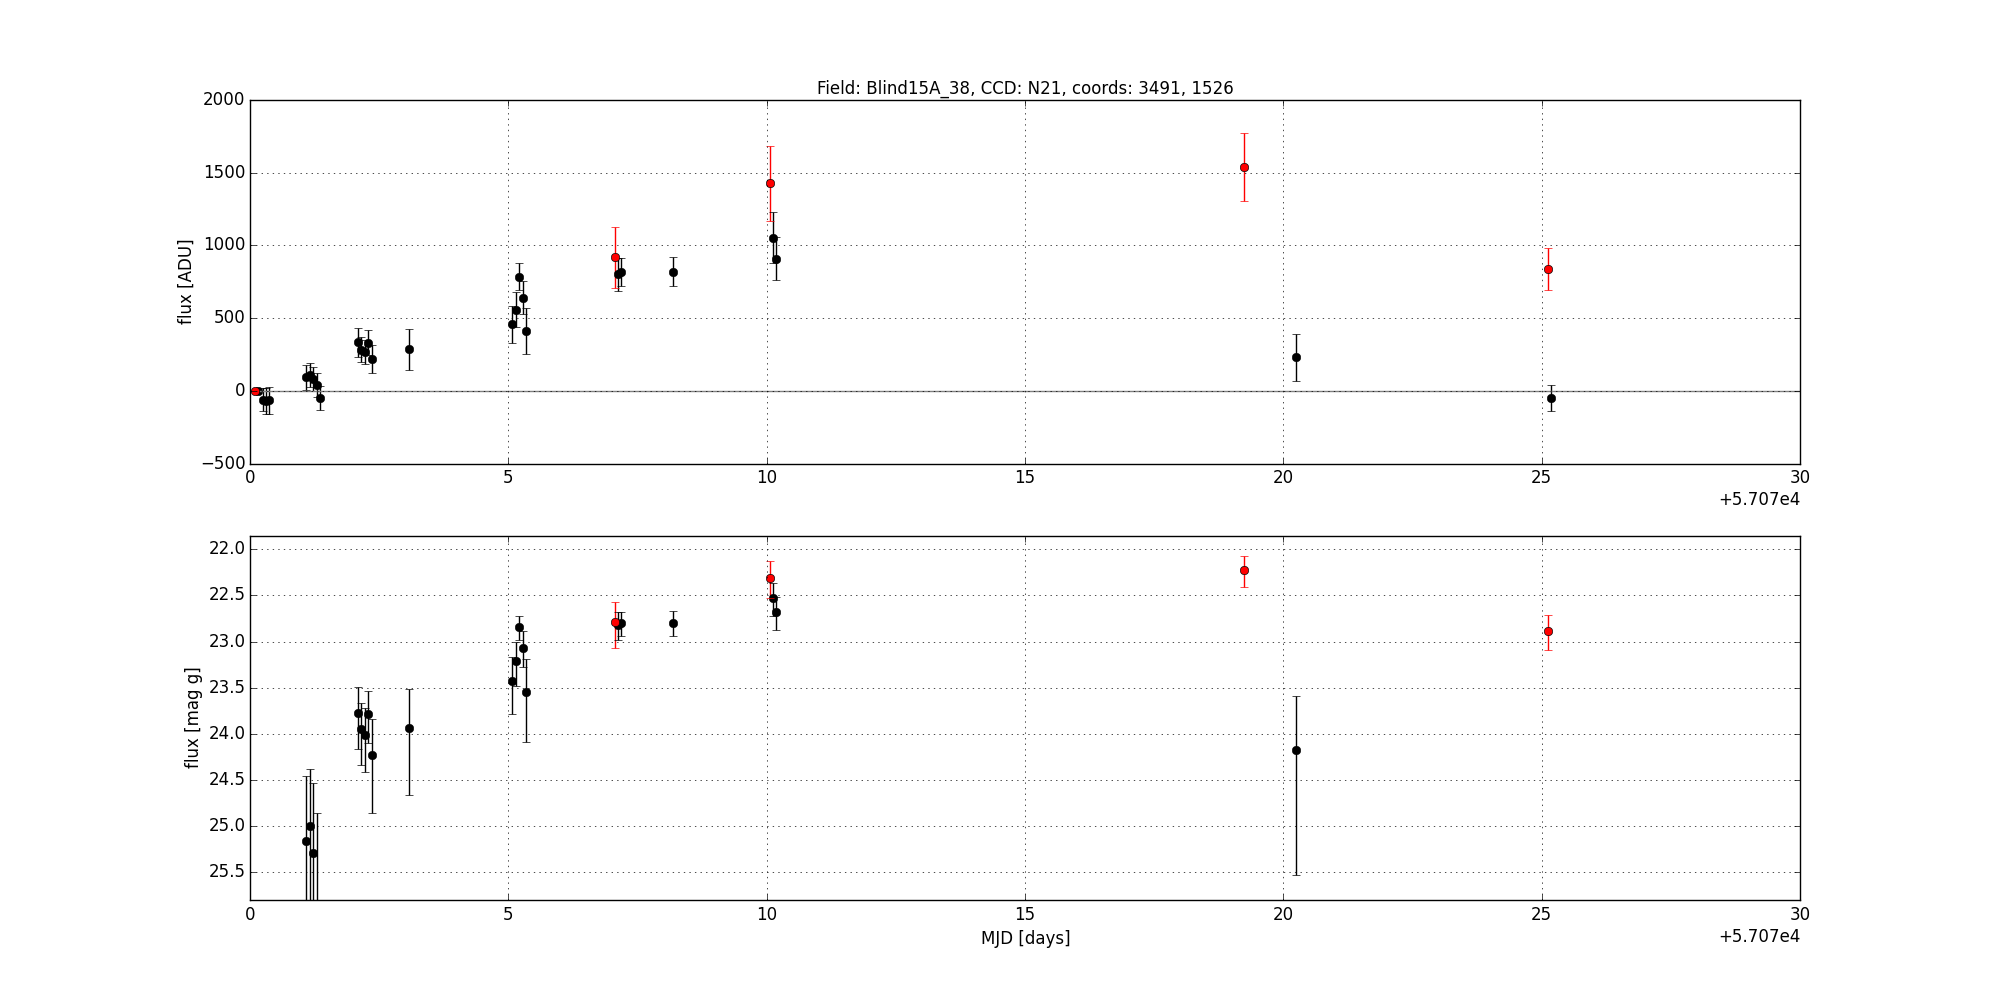 Field: Blind15A_38, CCD: N21, coords: 3491, 1526
2000
1500
1000
500
0
−500
flux [ADU]
0 5 10 15 20 25 30
+5.707e4
22.0
22.5
23.0
23.5
24.0
24.5
25.0
25.5
flux [mag g]
0 5 10 15 20 25 30
MJD [days]
+5.707e4